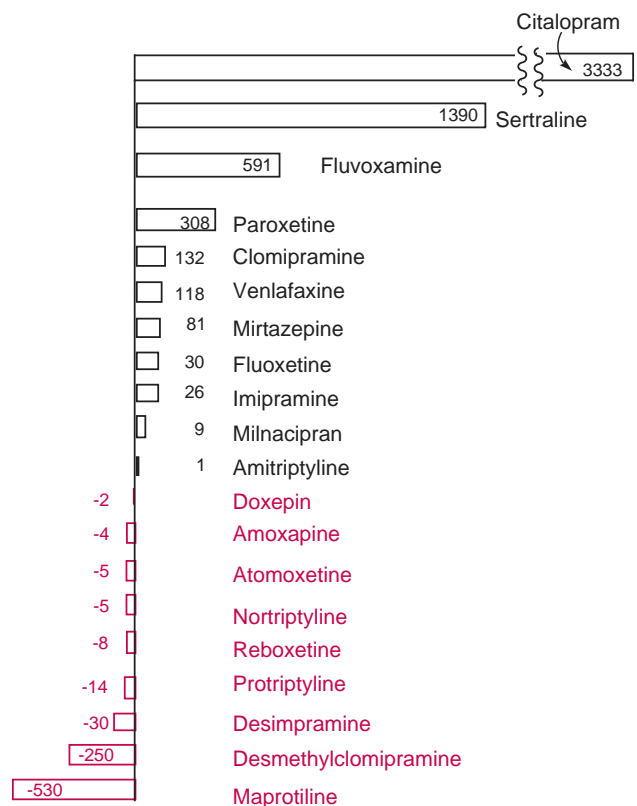 Citalopram
3333
1390 Sertraline
591 Fluvoxamine
308 Paroxetine
132 Clomipramine
118 Venlafaxine
81 Mirtazepine
30 Fluoxetine
26 Imipramine
9 Milnacipran
1 Amitriptyline
-2 Doxepin
-4 Amoxapine
-5 Atomoxetine
-5 Nortriptyline
-8 Reboxetine
-14 Protriptyline
-30 Desimpramine
-250 Desmethylclomipramine
-530 Maprotiline